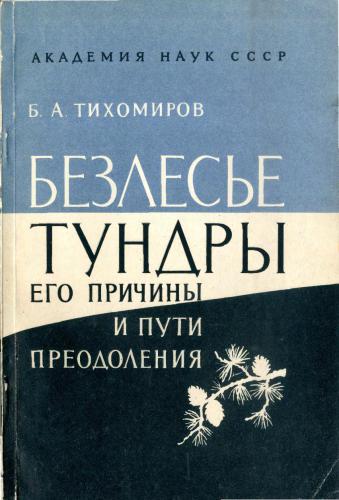 АКАДЕМИЯ НАУК СССР
Б. А. ТИХОМИРОВ
БЕЗЛЕСЬЕ
ТУНДРЫ
ЕГО ПРИЧИНЫ
И ПУТИ
ПРЕОДОЛЕНИЯ